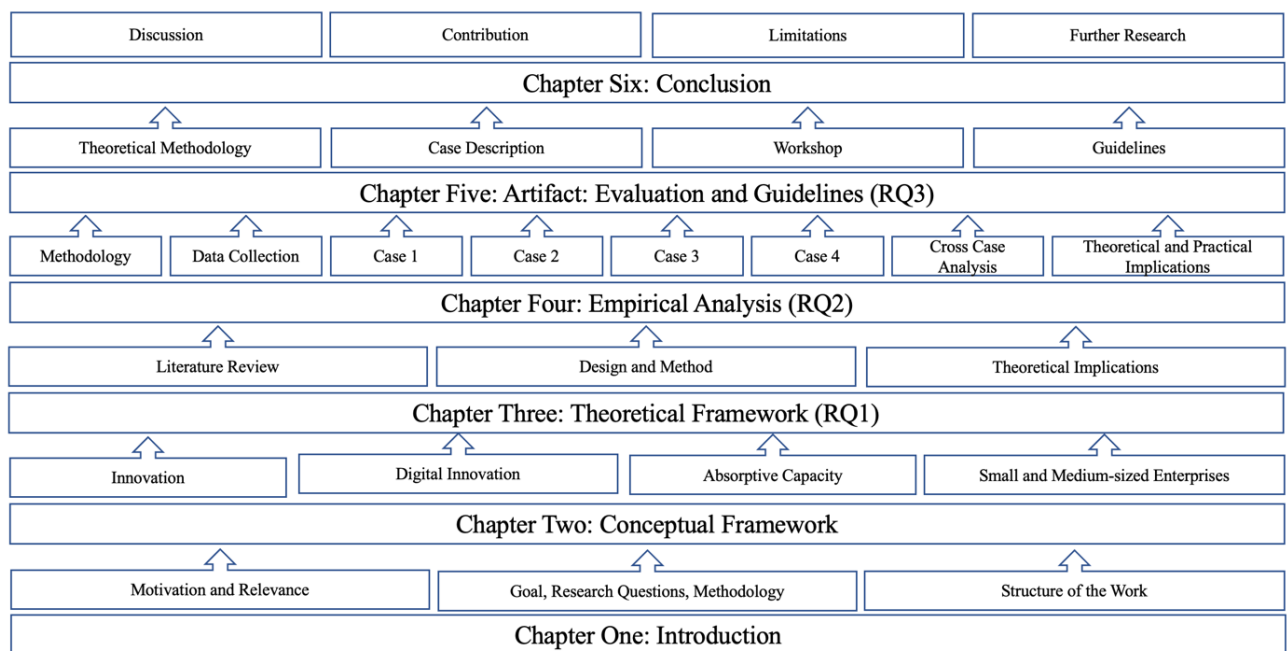 Discussion
Contribution
Limitations
Further Research
Chapter Six: Conclusion
Theoretical Methodology
Case Description
Workshop
Guidelines
Chapter Five: Artifact: Evaluation and Guidelines (RQ3)
Methodology
Data Collection
Case 1
Case 2
Case 3
Case 4
Cross Case
Analysis
Theoretical and Practical
Implications
Chapter Four: Empirical Analysis (RQ2)
Literature Review
Design and Method
Theoretical Implications
Chapter Three: Theoretical Framework (RQ1)
Innovation
Digital Innovation
Absorptive Capacity
Small and Medium-sized Enterprises
Chapter Two: Conceptual Framework
Motivation and Relevance
Goal, Research Questions, Methodology
Structure of the Work
Chapter One: Introduction